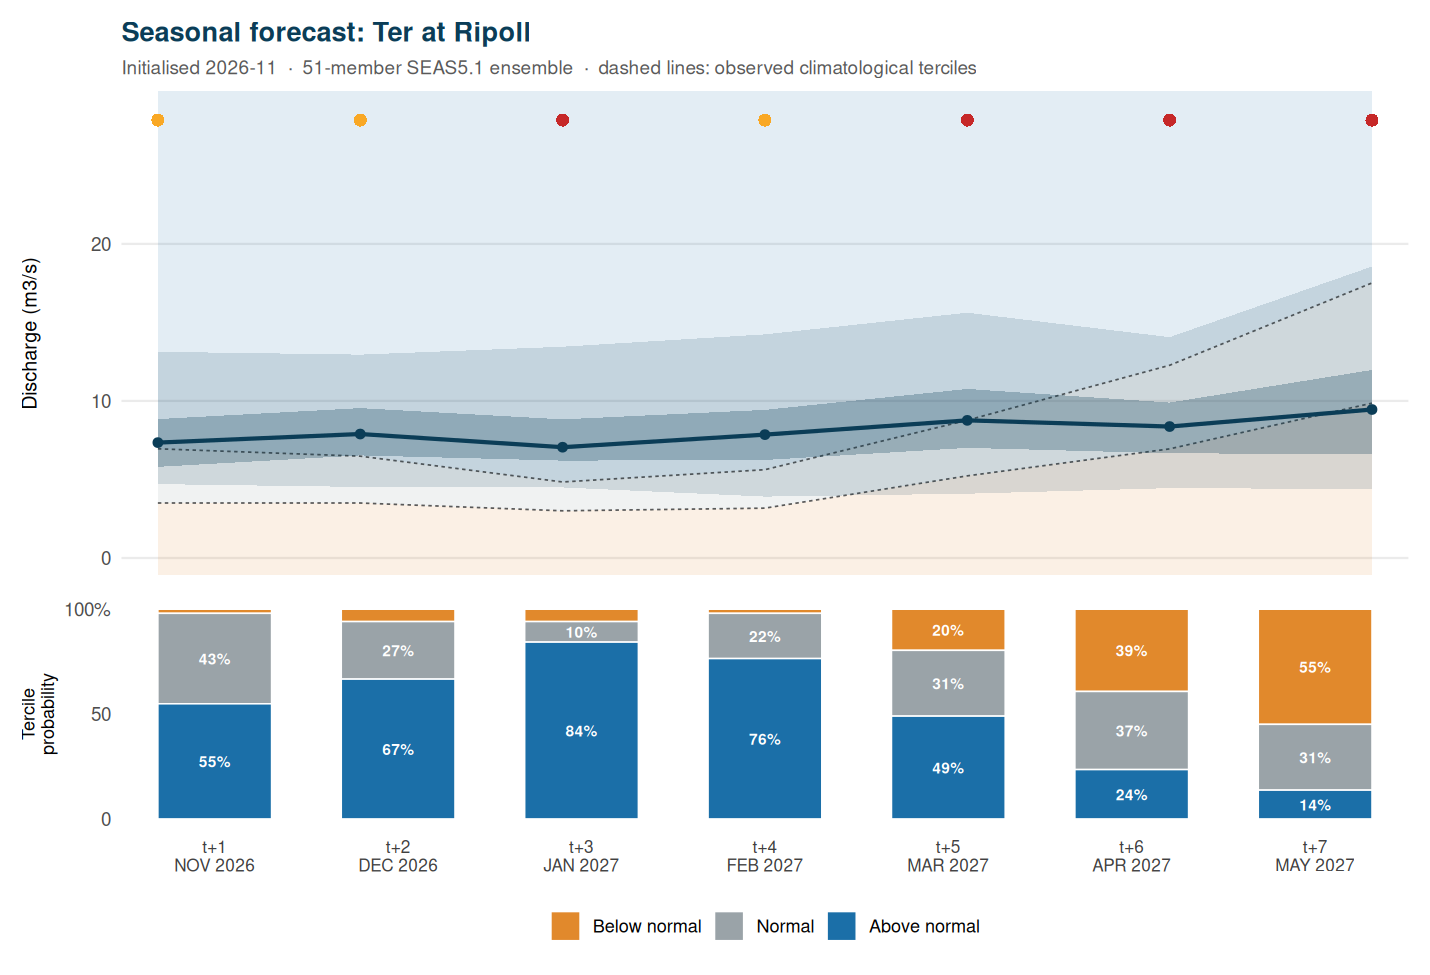 Seasonal forecast: Ter at Ripoll
Initialised 2026-11 · 51-member SEAS5.1 ensemble · dashed lines: observed climatological terciles
Discharge (m3/s)
20
10
0
Tercile
probability
100%
50
0
43%
27%
10%
22%
20%
39%
55%
31%
37%
31%
55%
67%
84%
76%
49%
24%
14%
t+1
NOV 2026
t+2
DEC 2026
t+3
JAN 2027
t+4
FEB 2027
t+5
MAR 2027
t+6
APR 2027
t+7
MAY 2027
Below normal
Normal
Above normal